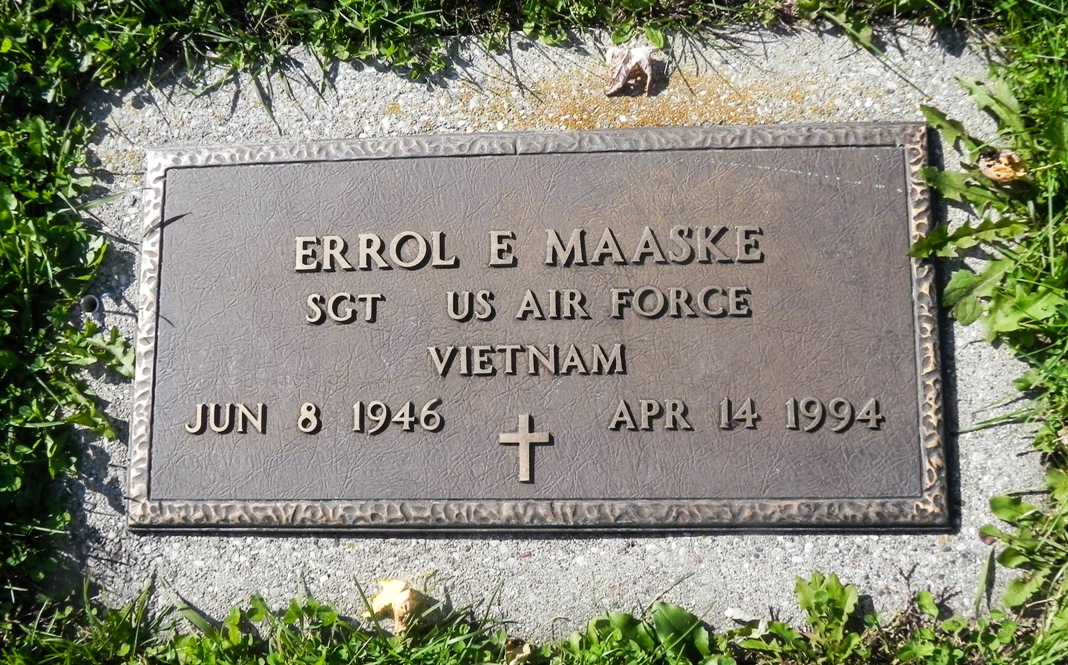 ERROL E MAASKE
SGT US AIR FORCE
VIETNAM
JUN 8 1946 APR 14 1994